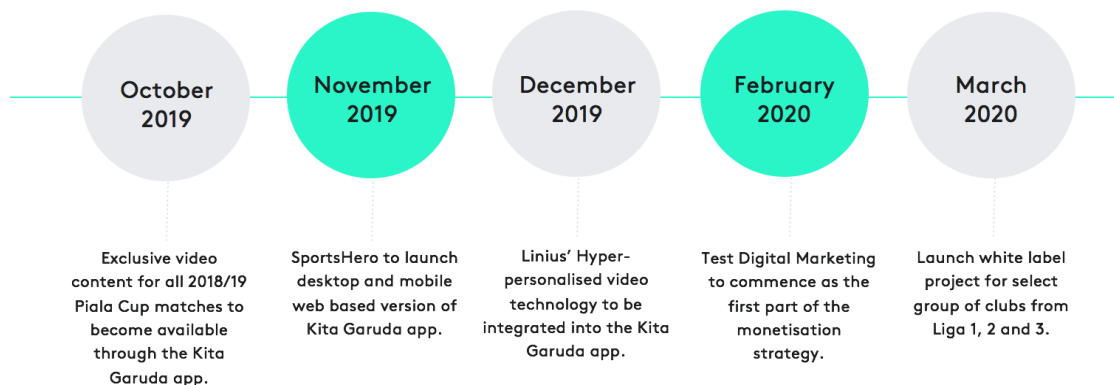 October
2019
November
2019
December
2019
February
2020
March
2020
Exclusive video
content for all 2018/19
Piala Cup matches to
become available
through the Kita
Garuda app.
SportsHero to launch
desktop and mobile
web based version of
Kita Garuda app.
Linius’ Hyper-
personalised video
technology to be
integrated into the Kita
Garuda app.
Test Digital Marketing
to commence as the
first part of the
monetisation
strategy.
Launch white label
project for select
group of clubs from
Liga 1, 2 and 3.